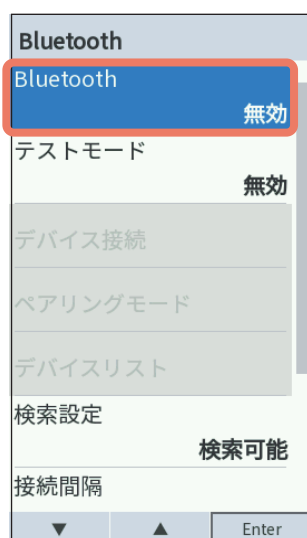 Bluetooth
Bluetooth
無効
テストモード
無効
デバイス接続
ペアリングモード
デバイスリスト
検索設定
検索可能
接続間隔
▼ ▲ Enter